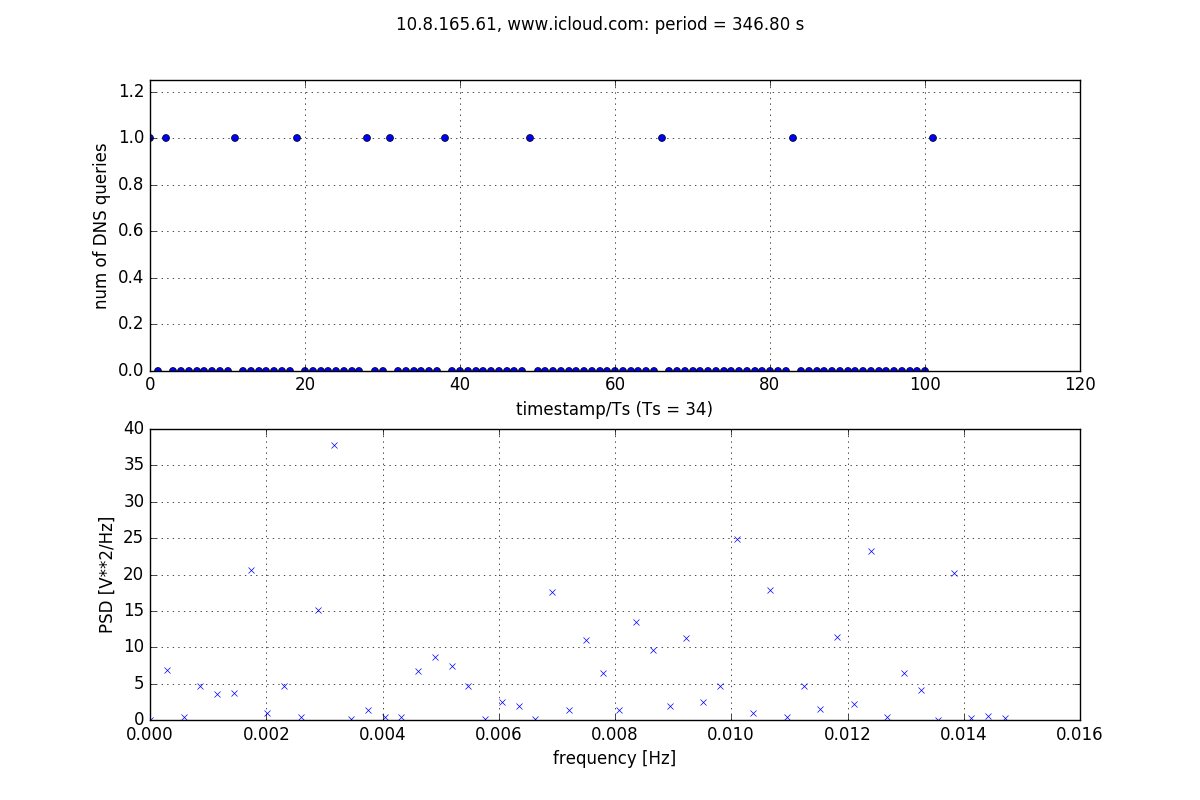 10.8.165.61, www.icloud.com: period = 346.80 s
1.2
1.0
0.8
0.6
0.4
0.2
0.0
num of DNS queries
0 20 40 60 80 100 120
timestamp/Ts (Ts = 34)
40
35
30
25
20
15
10
5
0
PSD [V**2/Hz]
0.000 0.002 0.004 0.006 0.008 0.010 0.012 0.014 0.016
frequency [Hz]